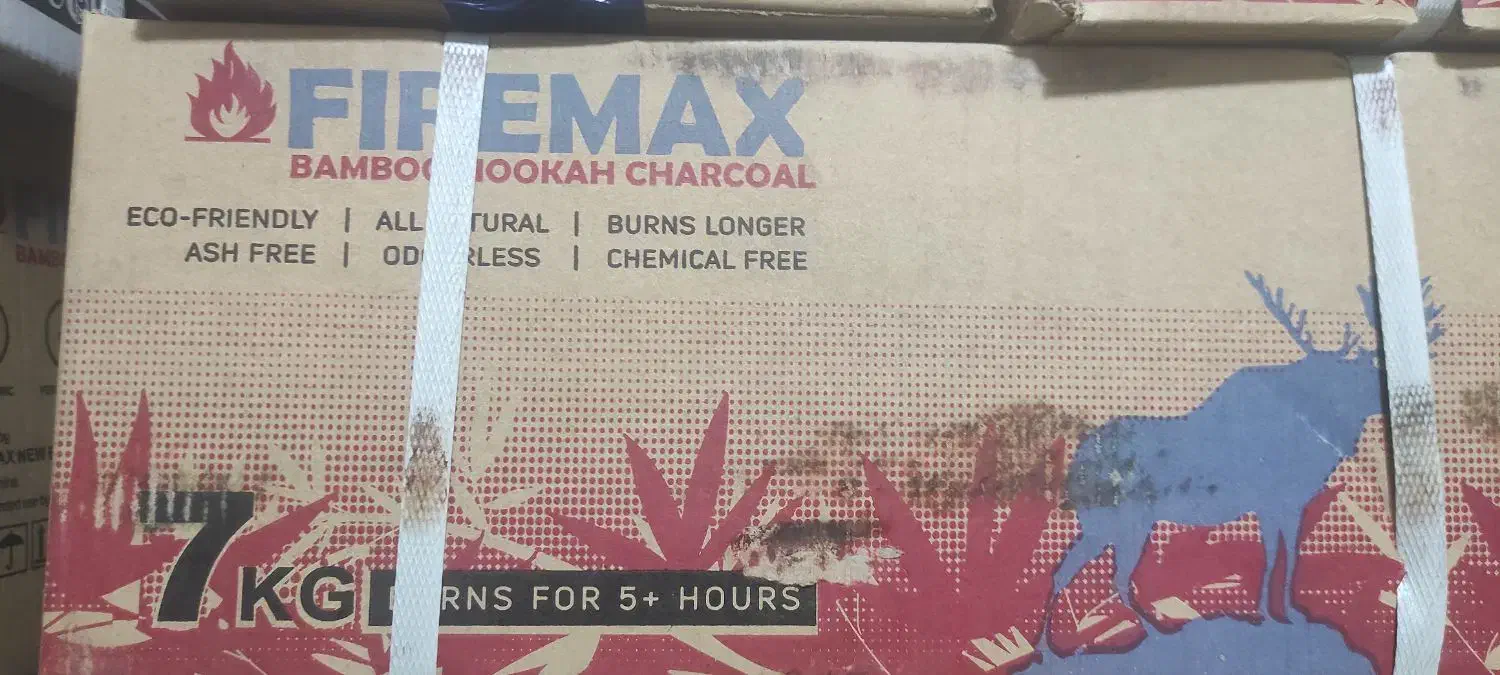 FIREMAX
BAMBOO HOOKAH CHARCOAL
ECO-FRIENDLY | ALL NATURAL | BURNS LONGER
ASH FREE | ODOURLESS | CHEMICAL FREE
7KG BURNS FOR 5+ HOURS